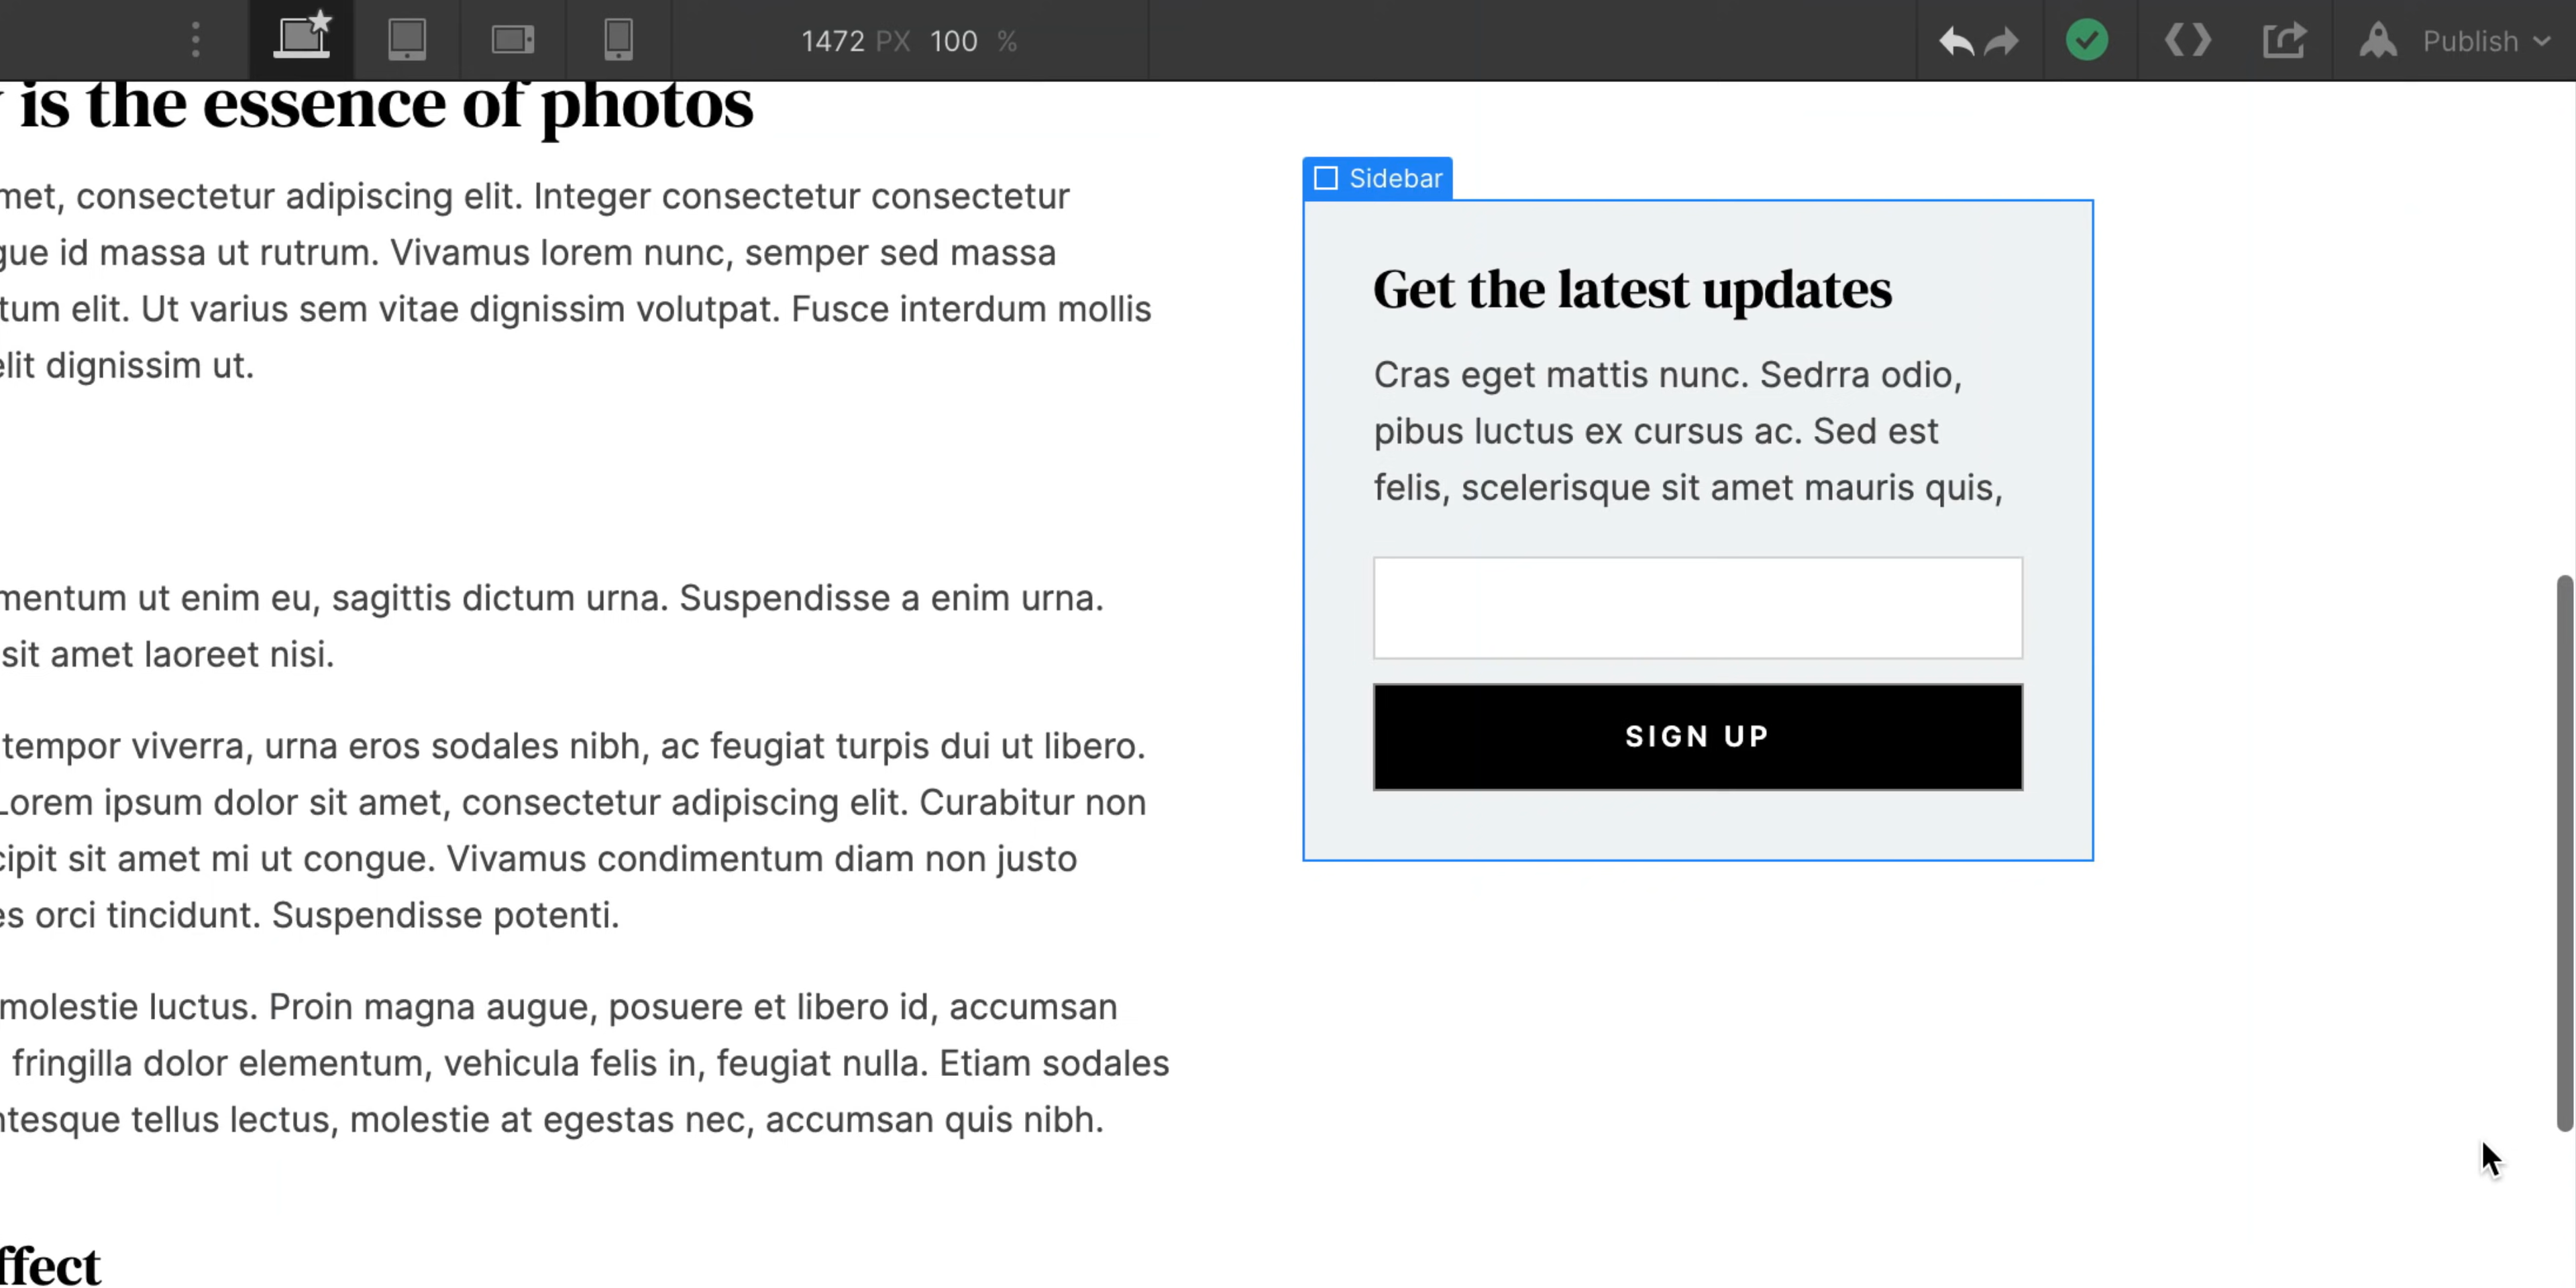 1472 PX 100 %
Publish
is the essence of photos
met, consectetur adipiscing elit. Integer consectetur consectetur
gue id massa ut rutrum. Vivamus lorem nunc, semper sed massa
tum elit. Ut varius sem vitae dignissim volutpat. Fusce interdum mollis
elit dignissim ut.
mentum ut enim eu, sagittis dictum urna. Suspendisse a enim urna.
sit amet laoreet nisi.
tempor viverra, urna eros sodales nibh, ac feugiat turpis dui ut libero.
Lorem ipsum dolor sit amet, consectetur adipiscing elit. Curabitur non
cipit sit amet mi ut congue. Vivamus condimentum diam non justo
es orci tincidunt. Suspendisse potenti.
molestie luctus. Proin magna augue, posuere et libero id, accumsan
fringilla dolor elementum, vehicula felis in, feugiat nulla. Etiam sodales
ntesque tellus lectus, molestie at egestas nec, accumsan quis nibh.
ffect
Sidebar
Get the latest updates
Cras eget mattis nunc. Sedrra odio,
pibus luctus ex cursus ac. Sed est
felis, scelerisque sit amet mauris quis,
SIGN UP